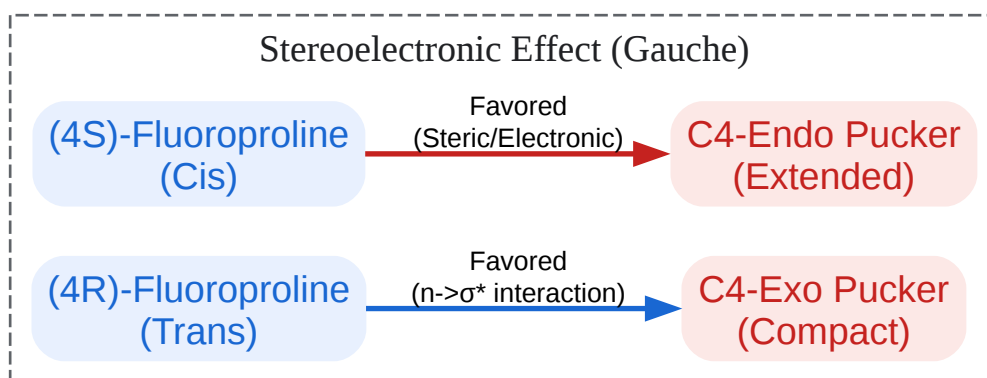 Stereoelectronic Effect (Gauche)
(4S)-Fluoroproline
(Cis)
Favored
(Steric/Electronic)
C4-Endo Pucker
(Extended)
(4R)-Fluoroproline
(Trans)
Favored
(n->σ* interaction)
C4-Exo Pucker
(Compact)